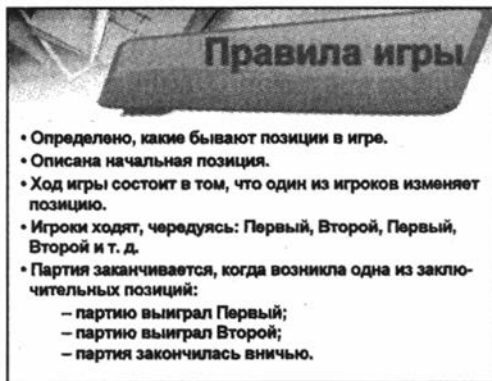 Правила игры
• Определено, какие бывают позиции в игре.
• Описана начальная позиция.
• Ход игры состоит в том, что один из игроков изменяет
позицию.
• Игроки ходят, чередуясь: Первый, Второй, Первый,
Второй и т. д.
• Партия заканчивается, когда возникла одна из заклю-
чительных позиций:
– партию выиграл Первый;
– партию выиграл Второй;
– партия закончилась вничью.